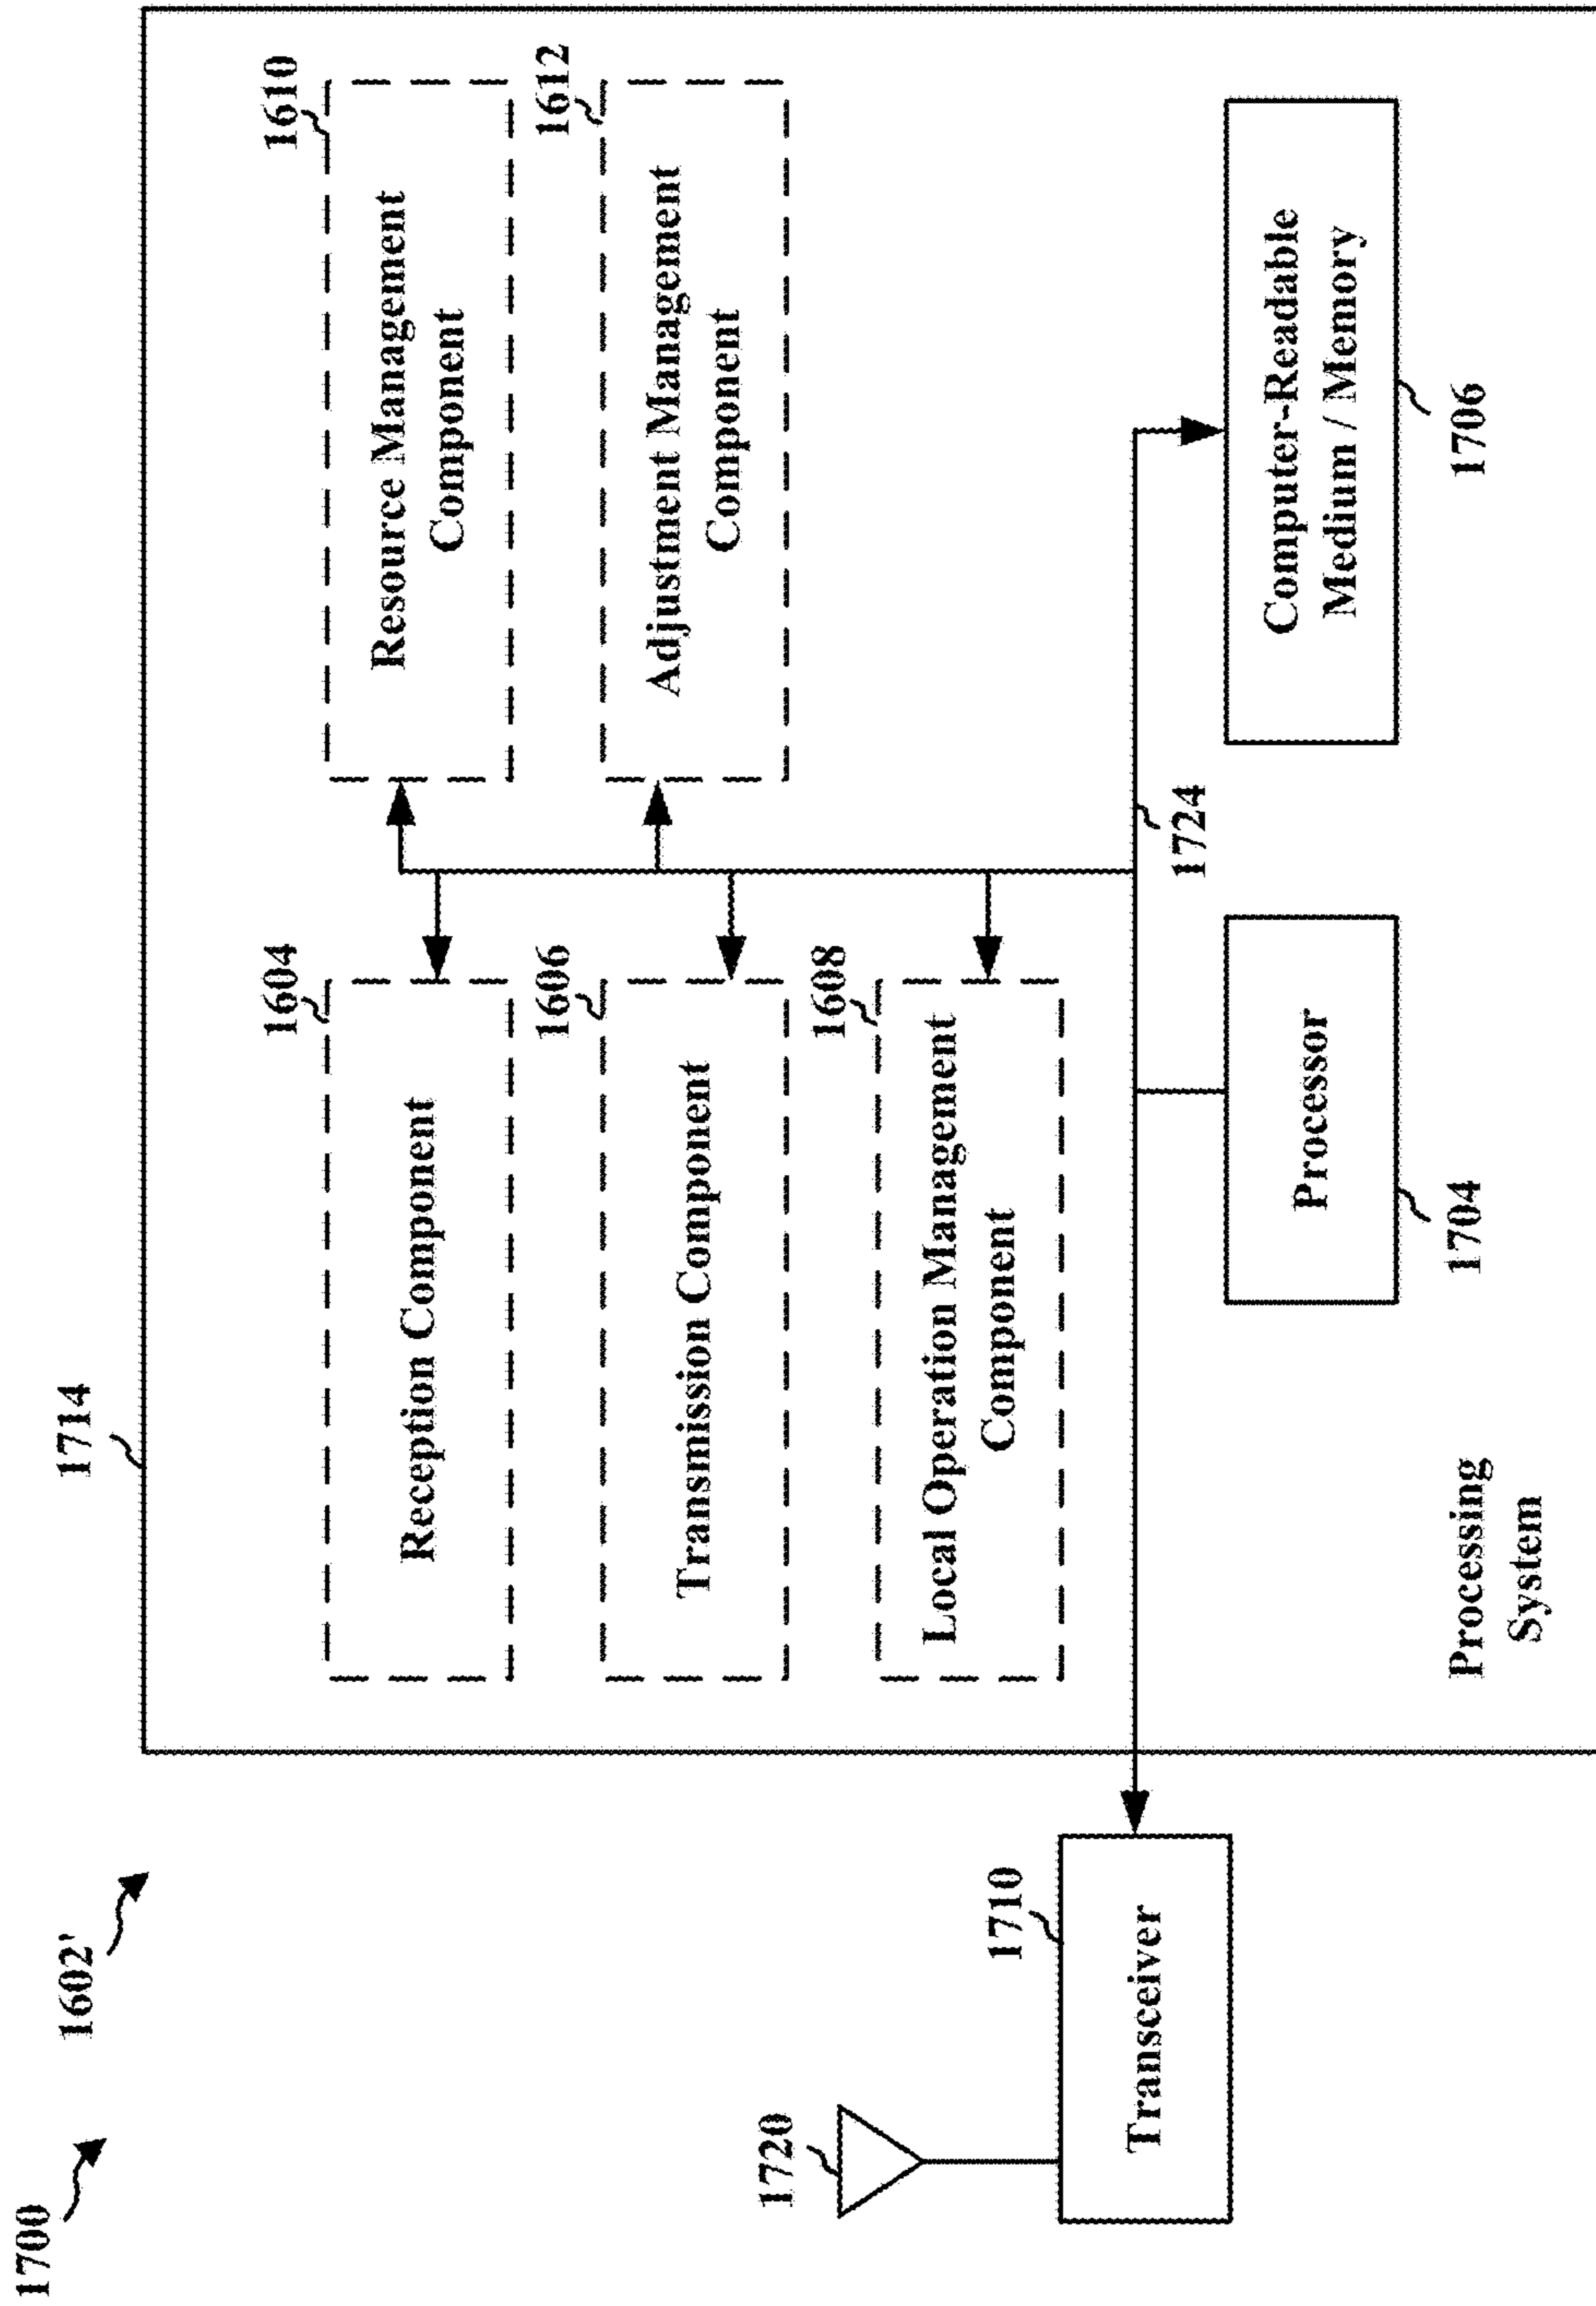 1700
1602'
1714
1604
Reception Component
1606
Transmission Component
1608
Local Operation Management
Component
1610
Resource Management
Component
1612
Adjustment Management
Component
1720
1710
Transceiver
1724
Processor
1704
Computer-Readable
Medium / Memory
1706
Processing
System